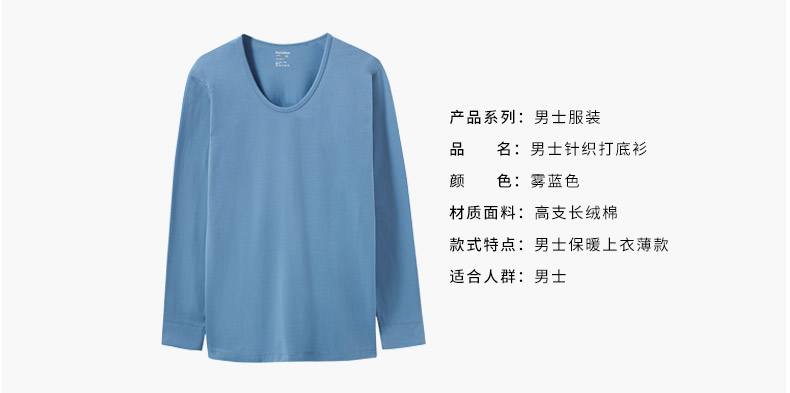 产品系列：男士服装
品　　名：男士针织打底衫
颜　　色：雾蓝色
材质面料：高支长绒棉
款式特点：男士保暖上衣薄款
适合人群：男士